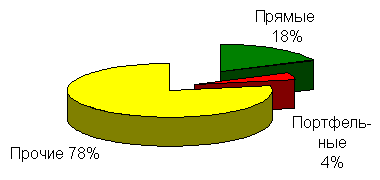 Прямые
18%
Портфель-
ные
4%
Прочие 78%